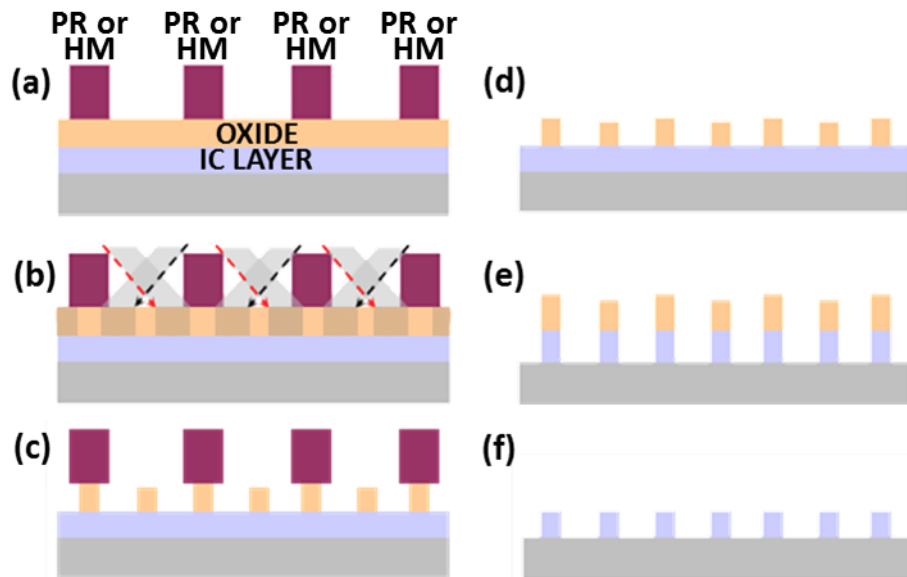 PR or PR or PR or PR or
HM HM HM HM
(a)
OXIDE
IC LAYER
(b)
(c)
(d)
(e)
(f)